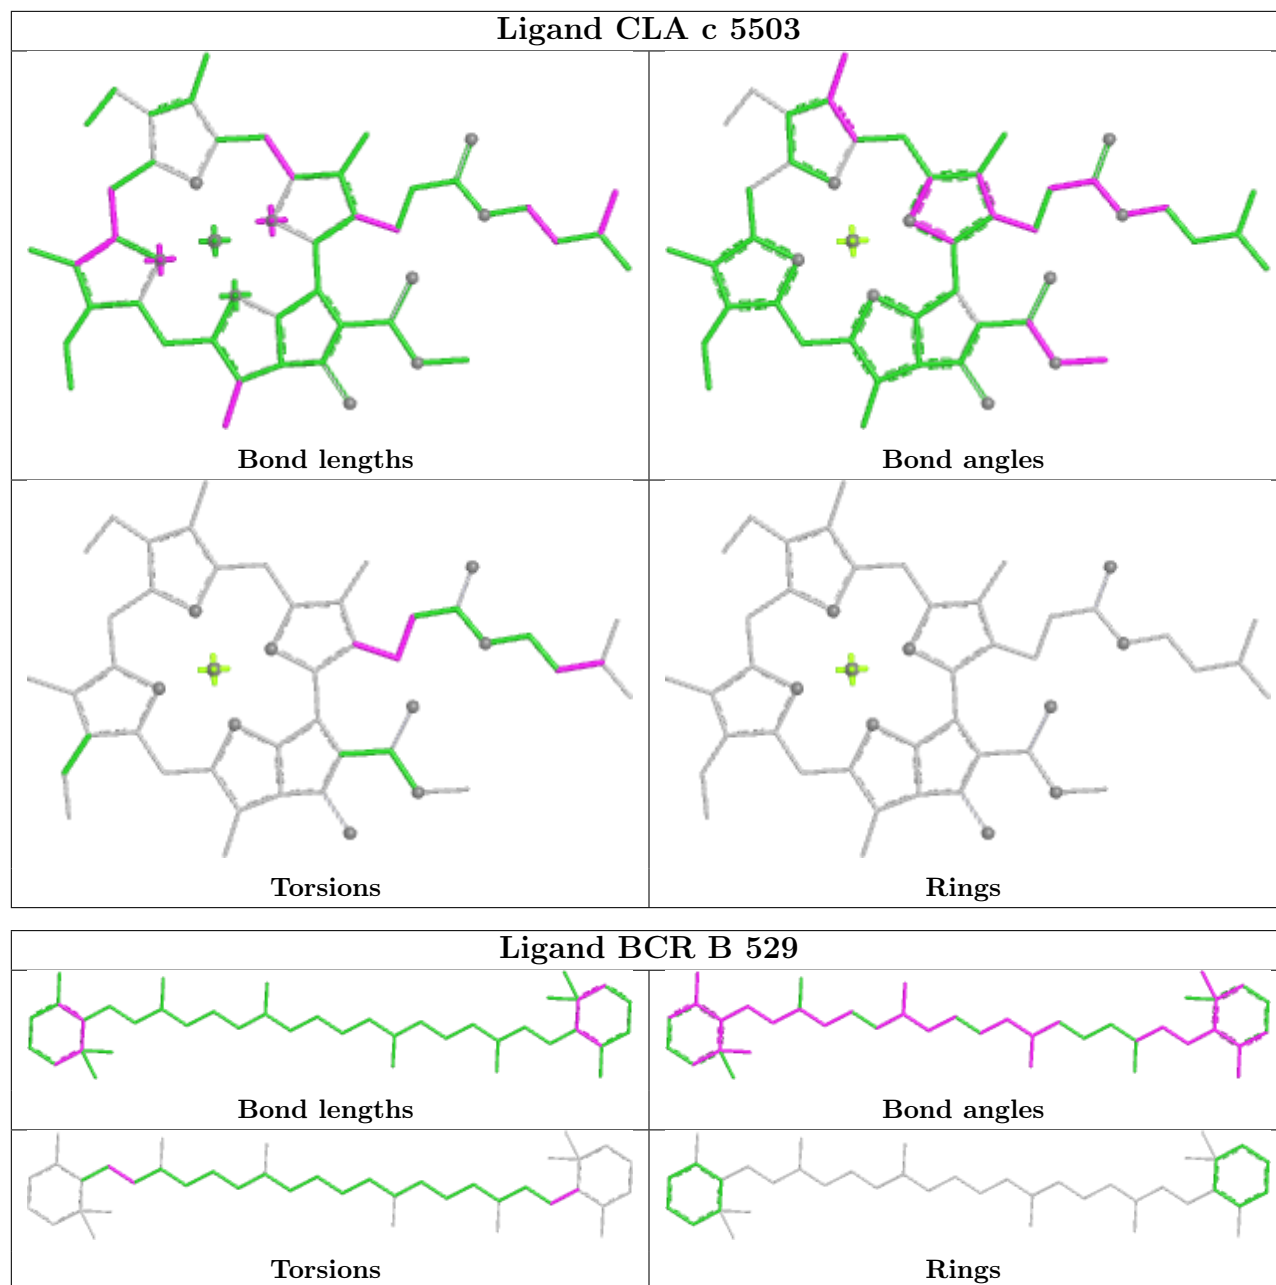 Ligand CLA c 5503
Bond lengths
Bond angles
Torsions
Rings
Ligand BCR B 529
Bond lengths
Bond angles
Torsions
Rings